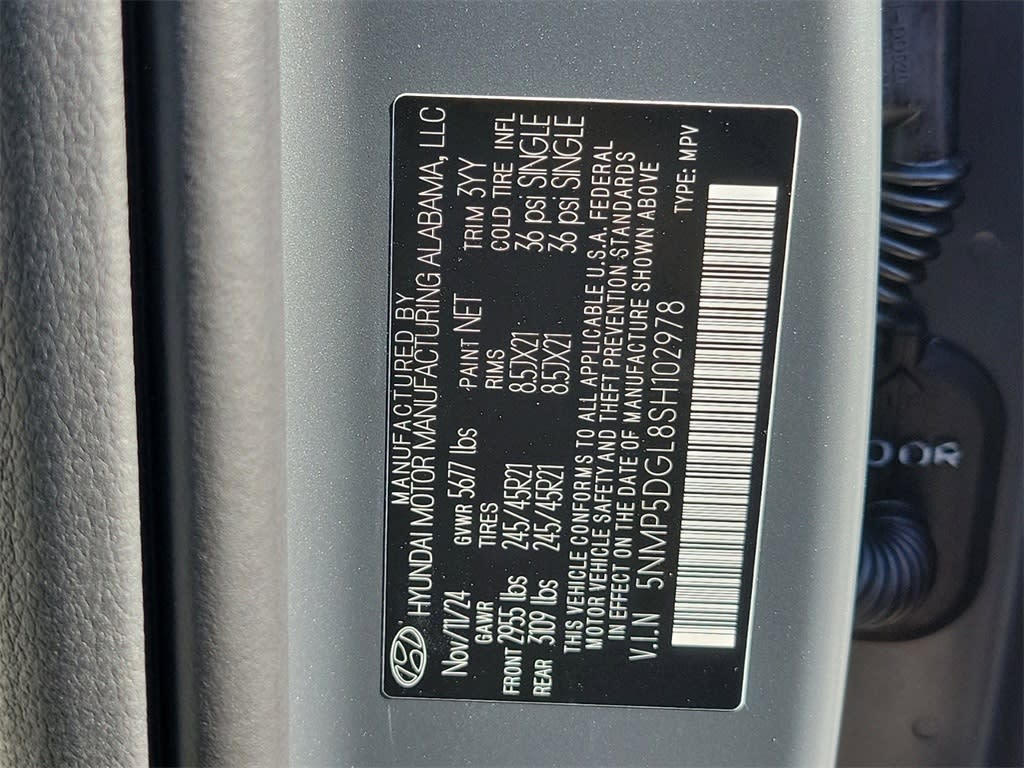 MANUFACTURED BY
HYUNDAI MOTOR MANUFACTURING ALABAMA, LLC
Nov/11/24 GVWR 5677 lbs PAINT NET TRIM 3YY
GAWR TIRES RIMS COLD TIRE INFL
FRONT 2955 lbs 245/45R21 8.5JX21 36 psi SINGLE
REAR 3109 lbs 245/45R21 8.5JX21 36 psi SINGLE
THIS VEHICLE CONFORMS TO ALL APPLICABLE U.S.A. FEDERAL
MOTOR VEHICLE SAFETY AND THEFT PREVENTION STANDARDS
IN EFFECT ON THE DATE OF MANUFACTURE SHOWN ABOVE
V.I.N 5NMP5DGL8SH102978
TYPE: MPV
OOR